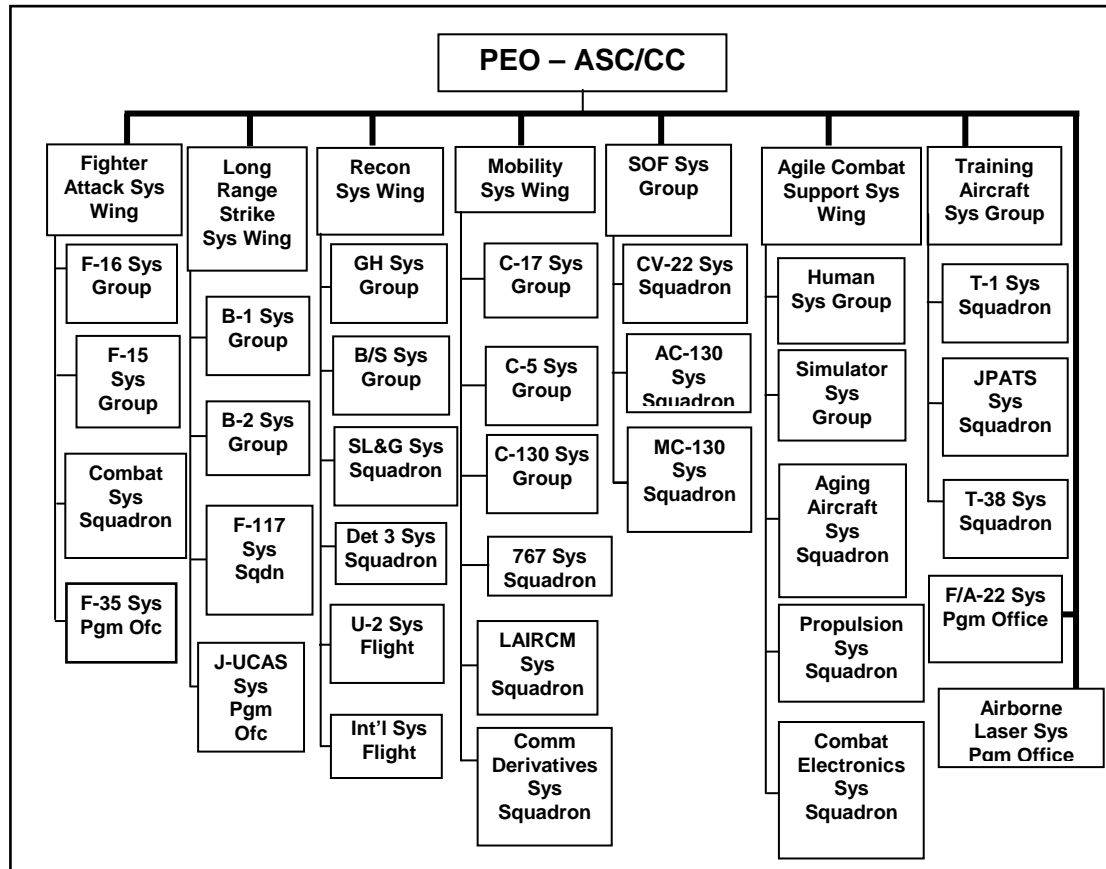 PEO – ASC/CC
Fighter
Attack Sys
Wing
F-16 Sys
Group
F-15
Sys
Group
Combat
Sys
Squadron
F-35 Sys
Pgm Ofc
Long
Range
Strike
Sys Wing
B-1 Sys
Group
B-2 Sys
Group
F-117
Sys
Sqdn
J-UCAS
Sys
Pgm
Ofc
Recon
Sys Wing
GH Sys
Group
B/S Sys
Group
SL&G Sys
Squadron
Det 3 Sys
Squadron
U-2 Sys
Flight
Int’l Sys
Flight
Mobility
Sys Wing
C-17 Sys
Group
C-5 Sys
Group
C-130 Sys
Group
767 Sys
Squadron
LAIRCM
Sys
Squadron
Comm
Derivatives
Sys
Squadron
SOF Sys
Group
CV-22 Sys
Squadron
AC-130
Sys
Squadron
MC-130
Sys
Squadron
Agile Combat
Support Sys
Wing
Human
Sys Group
Simulator
Sys
Group
Aging
Aircraft
Sys
Squadron
Propulsion
Sys
Squadron
Combat
Electronics
Sys
Squadron
Training
Aircraft
Sys Group
T-1 Sys
Squadron
JPATS
Sys
Squadron
T-38 Sys
Squadron
F/A-22 Sys
Pgm Office
Airborne
Laser Sys
Pgm Office